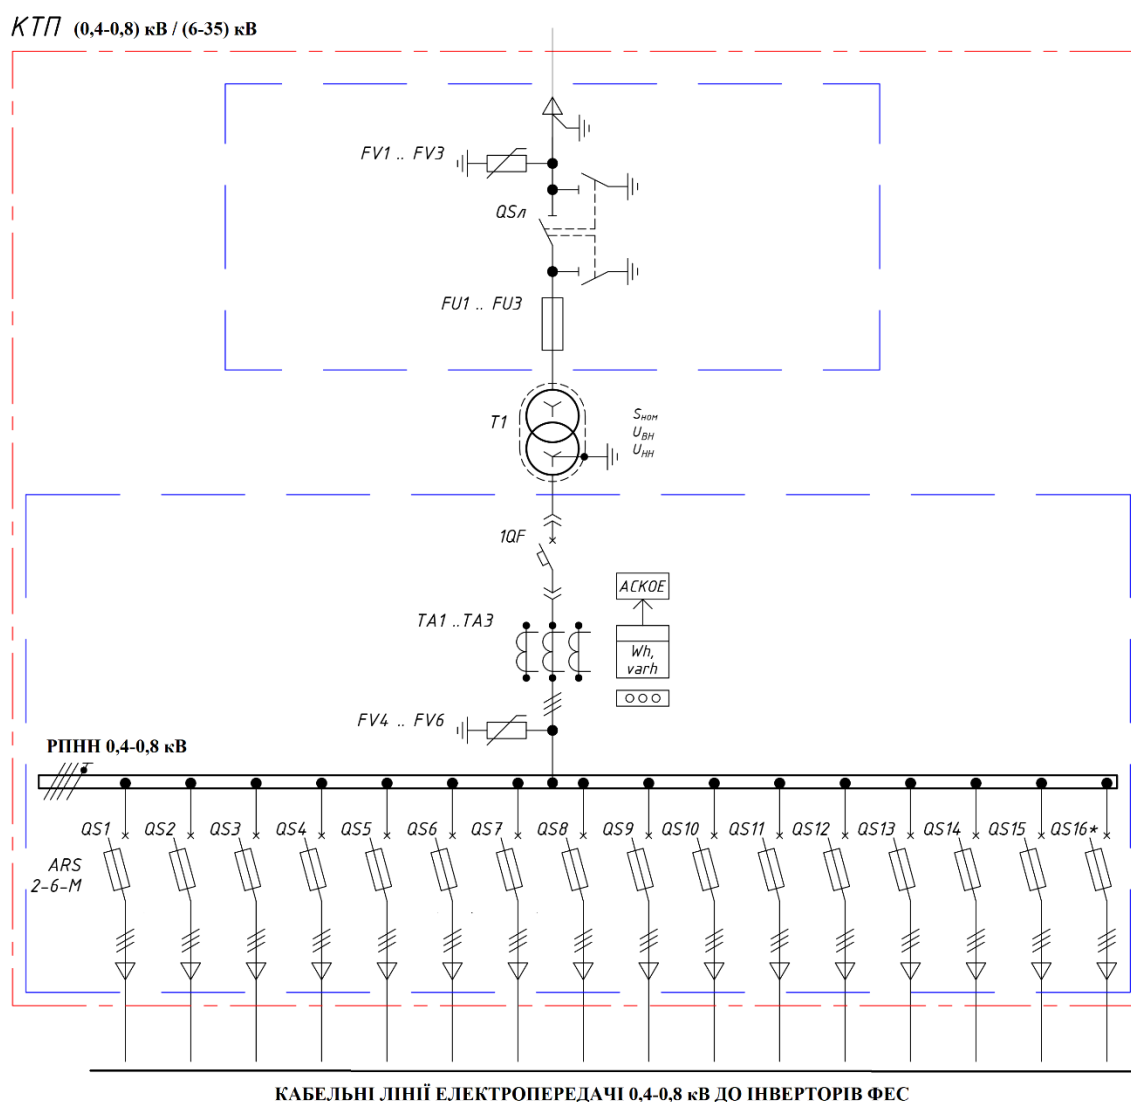 КТП (0,4-0,8) кВ / (6-35) кВ
FV1 .. FV3
QSл
FU1 .. FU3
T1
Sном
UВН
UНН
1QF
АСКОЕ
TA1 ..TA3
Wh,
varh
FV4 .. FV6
РПНН 0,4-0,8 кВ
QS1 QS2 QS3 QS4 QS5 QS6 QS7 QS8 QS9 QS10 QS11 QS12 QS13 QS14 QS15 QS16*
ARS
2-6-M
КАБЕЛЬНІ ЛІНІЇ ЕЛЕКТРОПЕРЕДАЧІ 0,4-0,8 кВ ДО ІНВЕРТОРІВ ФЕС